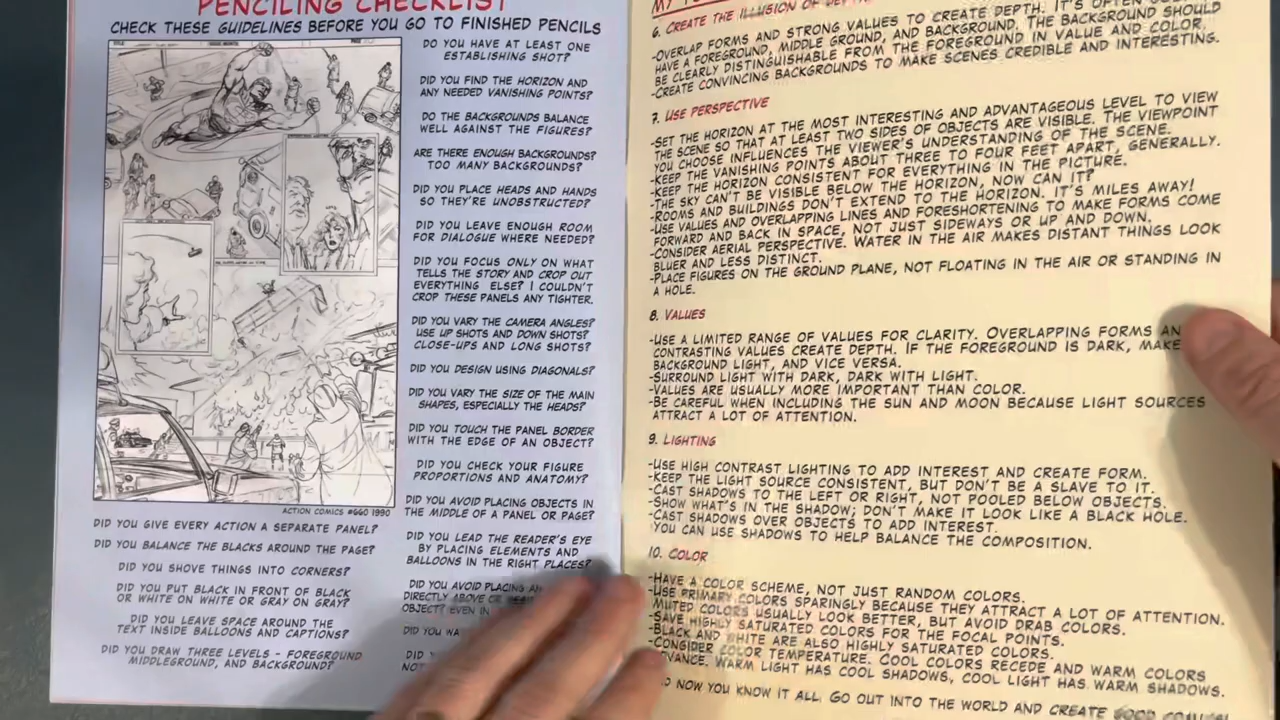 PENCILING CHECKLIST
CHECK THESE GUIDELINES BEFORE YOU GO TO FINISHED PENCILS
DO YOU HAVE AT LEAST ONE
ESTABLISHING SHOT?
DID YOU FIND THE HORIZON AND
ANY NEEDED VANISHING POINTS?
DO THE BACKGROUNDS BALANCE
WELL AGAINST THE FIGURES?
ARE THERE ENOUGH BACKGROUNDS?
TOO MANY BACKGROUNDS?
DID YOU PLACE HEADS AND HANDS
SO THEY'RE UNOBSTRUCTED?
DID YOU LEAVE ENOUGH ROOM
FOR DIALOGUE WHERE NEEDED?
DID YOU FOCUS ONLY ON WHAT
TELLS THE STORY AND CROP OUT
EVERYTHING ELSE? I COULDN'T
CROP THESE PANELS ANY TIGHTER.
DID YOU VARY THE CAMERA ANGLES?
USE UP SHOTS AND DOWN SHOTS?
CLOSE-UPS AND LONG SHOTS?
DID YOU DESIGN USING DIAGONALS?
DID YOU VARY THE SIZE OF THE MAIN
SHAPES, ESPECIALLY THE HEADS?
DID YOU TOUCH THE PANEL BORDER
WITH THE EDGE OF AN OBJECT?
DID YOU CHECK YOUR FIGURE
PROPORTIONS AND ANATOMY?
DID YOU AVOID PLACING OBJECTS IN
THE MIDDLE OF A PANEL OR PAGE?
DID YOU LEAD THE READER'S EYE
BY PLACING ELEMENTS AND
BALLOONS IN THE RIGHT PLACES?
DID YOU AVOID PLACING
DIRECTLY ABOVE OR
OBJECT? EVEN IN
DID YOU
ACTION COMICS #660 1990
DID YOU GIVE EVERY ACTION A SEPARATE PANEL?
DID YOU BALANCE THE BLACKS AROUND THE PAGE?
DID YOU SHOVE THINGS INTO CORNERS?
DID YOU PUT BLACK IN FRONT OF BLACK
OR WHITE ON WHITE OR GRAY ON GRAY?
DID YOU LEAVE SPACE AROUND THE
TEXT INSIDE BALLOONS AND CAPTIONS?
DID YOU DRAW THREE LEVELS - FOREGROUND
MIDDLEGROUND, AND BACKGROUND?
6. CREATE THE ILLUSION OF DEPTH
-OVERLAP FORMS AND STRONG VALUES TO CREATE DEPTH. IT'S OFTEN
HAVE A FOREGROUND, MIDDLE GROUND, AND BACKGROUND. THE BACKGROUND SHOULD
BE CLEARLY DISTINGUISHABLE FROM THE FOREGROUND IN VALUE AND COLOR.
-CREATE CONVINCING BACKGROUNDS TO MAKE SCENES CREDIBLE AND INTERESTING.
7. USE PERSPECTIVE
-SET THE HORIZON AT THE MOST INTERESTING AND ADVANTAGEOUS LEVEL TO VIEW
THE SCENE SO THAT AT LEAST TWO SIDES OF OBJECTS ARE VISIBLE. THE VIEWPOINT
YOU CHOOSE INFLUENCES THE VIEWER'S UNDERSTANDING OF THE SCENE.
-KEEP THE VANISHING POINTS ABOUT THREE TO FOUR FEET APART, GENERALLY.
-KEEP THE HORIZON CONSISTENT FOR EVERYTHING IN THE PICTURE.
-THE SKY CAN'T BE VISIBLE BELOW THE HORIZON, NOW CAN IT?
-ROOMS AND BUILDINGS DON'T EXTEND TO THE HORIZON. IT'S MILES AWAY!
-USE VALUES AND OVERLAPPING LINES AND FORESHORTENING TO MAKE FORMS COME
FORWARD AND BACK IN SPACE, NOT JUST SIDEWAYS OR UP AND DOWN.
-CONSIDER AERIAL PERSPECTIVE. WATER IN THE AIR MAKES DISTANT THINGS LOOK
BLUER AND LESS DISTINCT.
-PLACE FIGURES ON THE GROUND PLANE, NOT FLOATING IN THE AIR OR STANDING IN
A HOLE.
8. VALUES
-USE A LIMITED RANGE OF VALUES FOR CLARITY. OVERLAPPING FORMS AN
CONTRASTING VALUES CREATE DEPTH. IF THE FOREGROUND IS DARK, MAKE
BACKGROUND LIGHT, AND VICE VERSA.
-SURROUND LIGHT WITH DARK, DARK WITH LIGHT.
-VALUES ARE USUALLY MORE IMPORTANT THAN COLOR.
-BE CAREFUL WHEN INCLUDING THE SUN AND MOON BECAUSE LIGHT SOURCES
ATTRACT A LOT OF ATTENTION.
9. LIGHTING
-USE HIGH CONTRAST LIGHTING TO ADD INTEREST AND CREATE FORM.
-KEEP THE LIGHT SOURCE CONSISTENT, BUT DON'T BE A SLAVE TO IT.
-CAST SHADOWS TO THE LEFT OR RIGHT, NOT POOLED BELOW OBJECTS.
-SHOW WHAT'S IN THE SHADOW; DON'T MAKE IT LOOK LIKE A BLACK HOLE.
-CAST SHADOWS OVER OBJECTS TO ADD INTEREST.
YOU CAN USE SHADOWS TO HELP BALANCE THE COMPOSITION.
10. COLOR
-HAVE A COLOR SCHEME, NOT JUST RANDOM COLORS.
-USE PRIMARY COLORS SPARINGLY BECAUSE THEY ATTRACT A LOT OF ATTENTION.
MUTED COLORS USUALLY LOOK BETTER, BUT AVOID DRAB COLORS.
-SAVE HIGHLY SATURATED COLORS FOR THE FOCAL POINTS.
-BLACK AND WHITE ARE ALSO HIGHLY SATURATED COLORS.
CONSIDER COLOR TEMPERATURE. COOL COLORS RECEDE AND WARM COLORS
VANCE. WARM LIGHT HAS COOL SHADOWS, COOL LIGHT HAS WARM SHADOWS.
NOW YOU KNOW IT ALL. GO OUT INTO THE WORLD AND CREATE GOOD